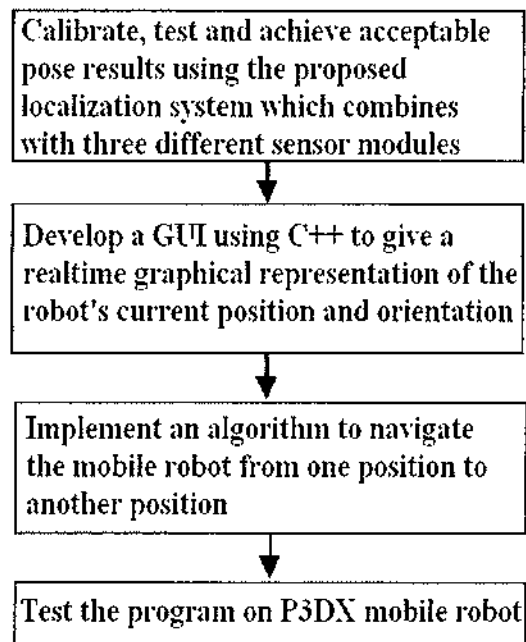 Calibrate, test and achieve acceptable
pose results using the proposed
localization system which combines
with three different sensor modules
Develop a GUI using C++ to give a
realtime graphical representation of the
robot's current position and orientation
Implement an algorithm to navigate
the mobile robot from one position to
another position
Test the program on P3DX mobile robot